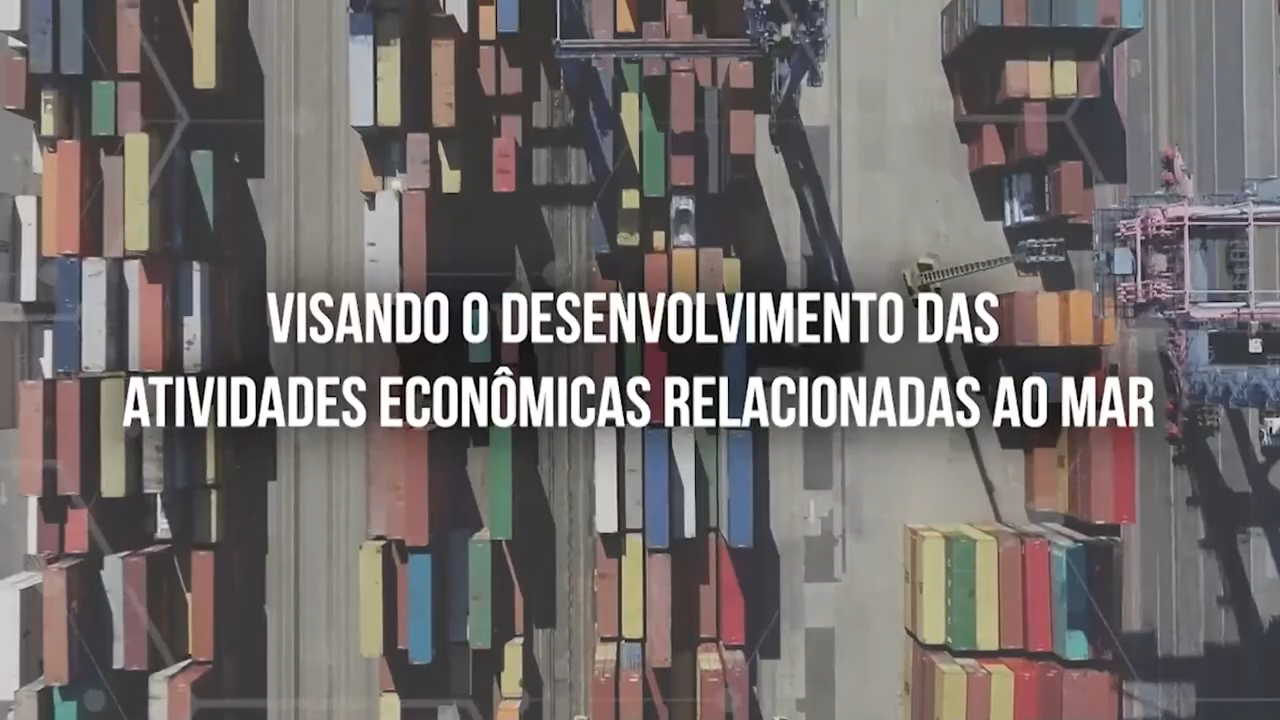 VISANDO O DESENVOLVIMENTO DAS
ATIVIDADES ECONÔMICAS RELACIONADAS AO MAR